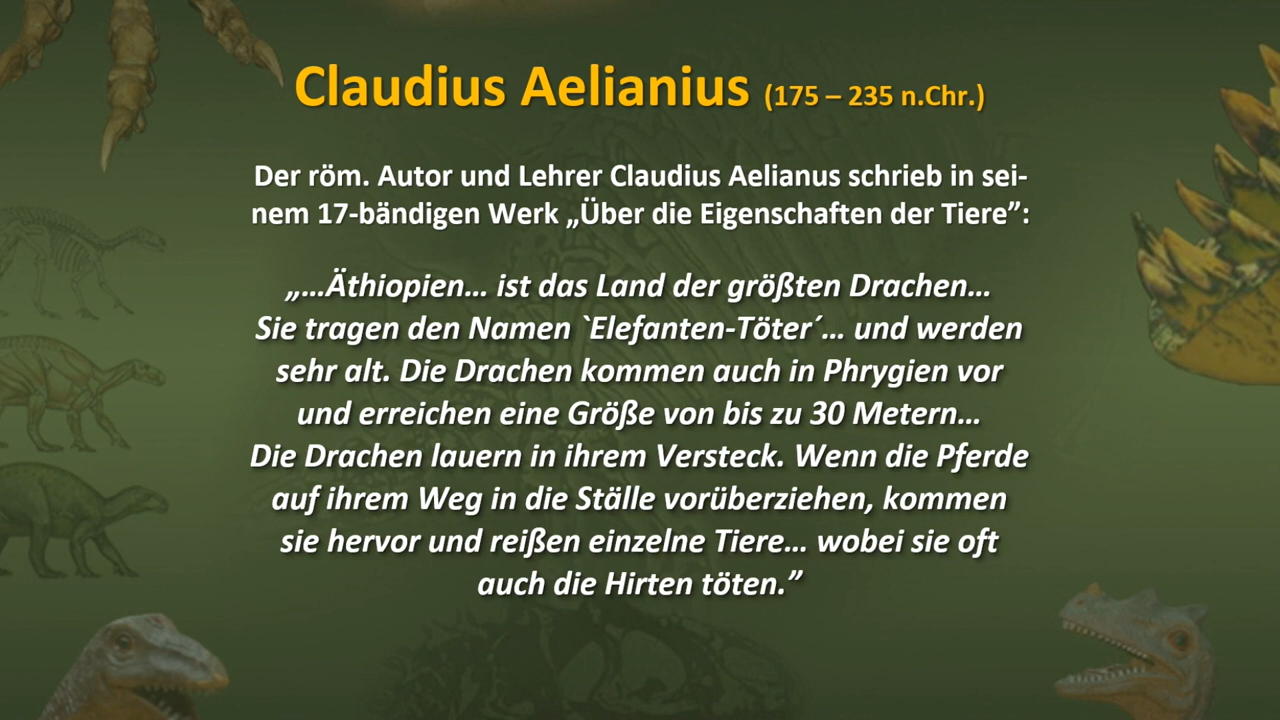 Claudius Aelianius (175 – 235 n.Chr.)
Der röm. Autor und Lehrer Claudius Aelianus schrieb in sei-
nem 17-bändigen Werk „Über die Eigenschaften der Tiere”:
„…Äthiopien… ist das Land der größten Drachen…
Sie tragen den Namen `Elefanten-Töter´… und werden
sehr alt. Die Drachen kommen auch in Phrygien vor
und erreichen eine Größe von bis zu 30 Metern…
Die Drachen lauern in ihrem Versteck. Wenn die Pferde
auf ihrem Weg in die Ställe vorüberziehen, kommen
sie hervor und reißen einzelne Tiere… wobei sie oft
auch die Hirten töten.”